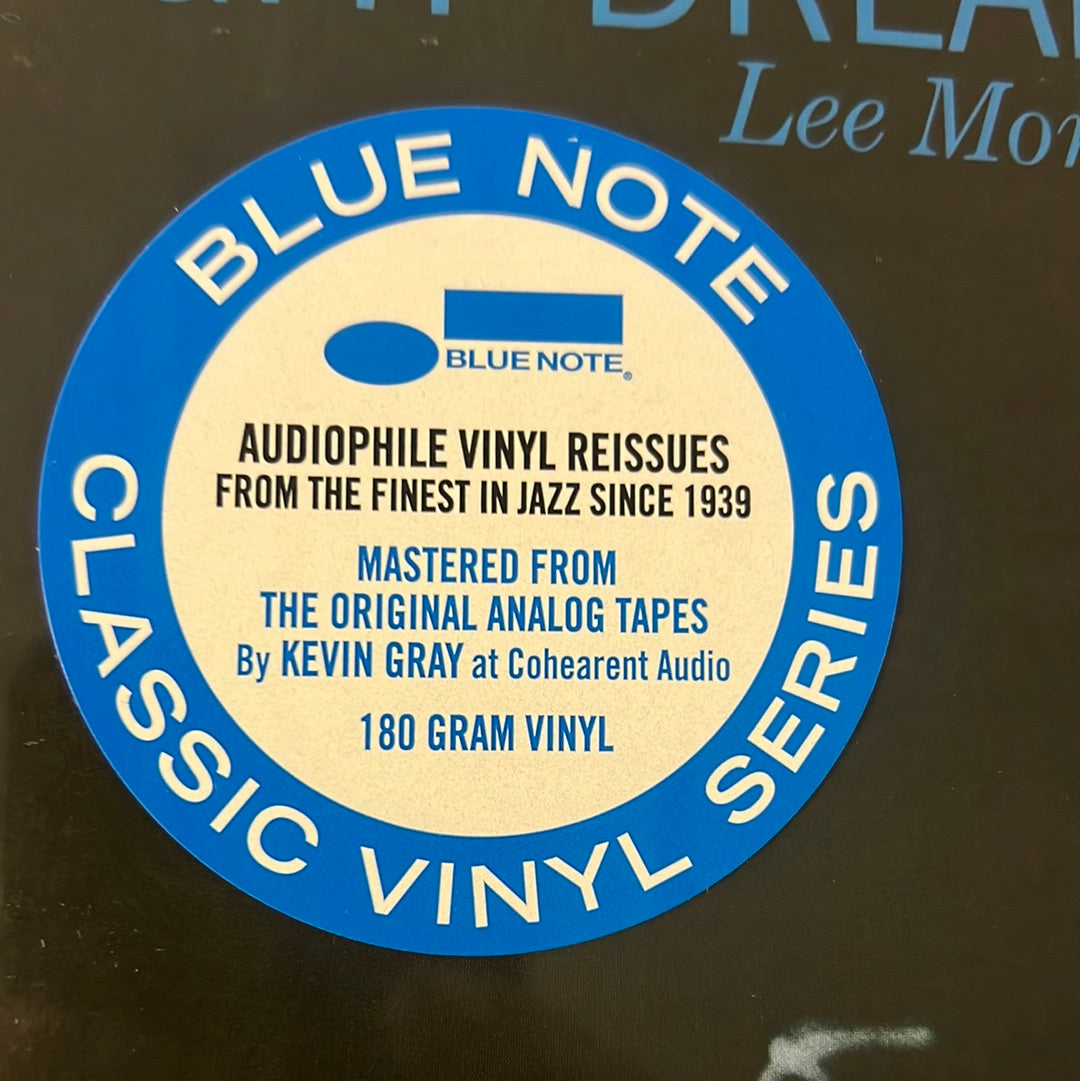 Lee
BLUE NOTE
BLUE NOTE®
AUDIOPHILE VINYL REISSUES
FROM THE FINEST IN JAZZ SINCE 1939
MASTERED FROM
THE ORIGINAL ANALOG TAPES
By KEVIN GRAY at Cohearent Audio
180 GRAM VINYL
CLASSIC VINYL SERIES